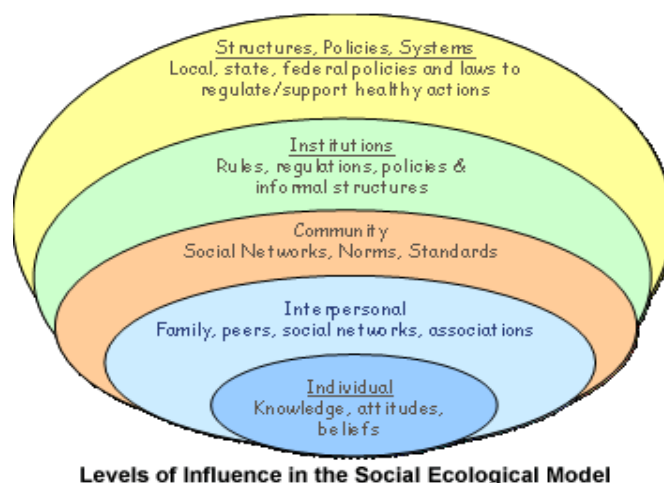 Structures, Policies, Systems
Local, state, federal policies and laws to
regulate/support healthy actions
Institutions
Rules, regulations, policies &
informal structures
Community
Social Networks, Norms, Standards
Interpersonal
Family, peers, social networks, associations
Individual
Knowledge, attitudes,
beliefs
Levels of Influence in the Social Ecological Model